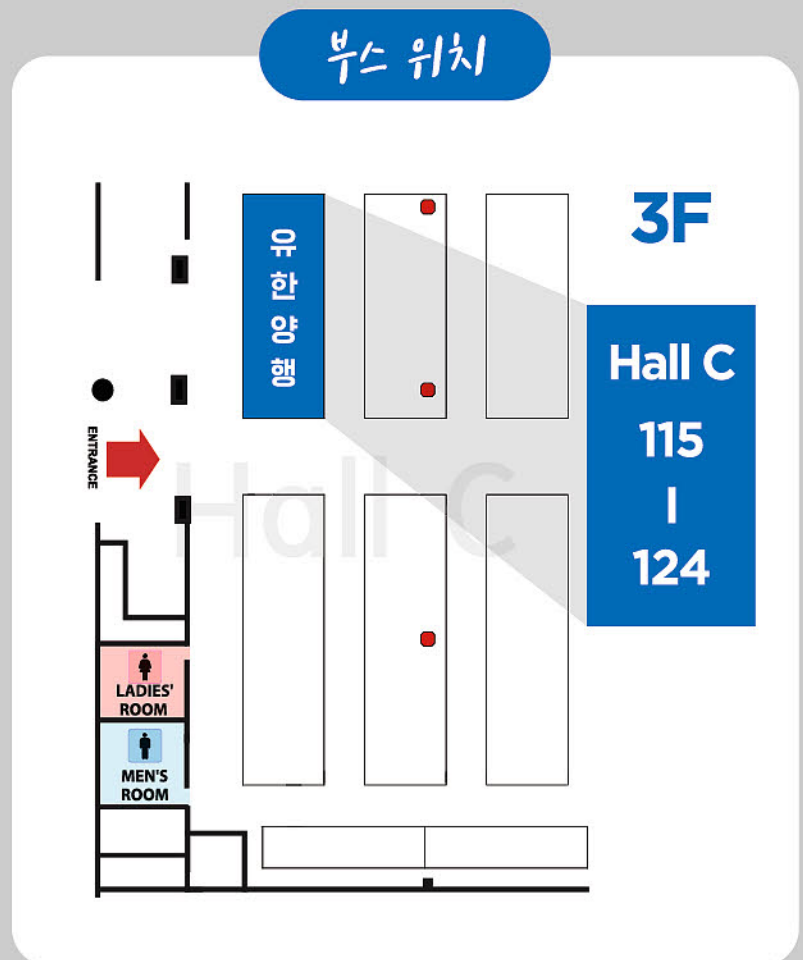 부스 위치
3F
유
한
양
행
Hall C
115
|
124
ENTRANCE
Hall C
LADIES'
ROOM
MEN'S
ROOM